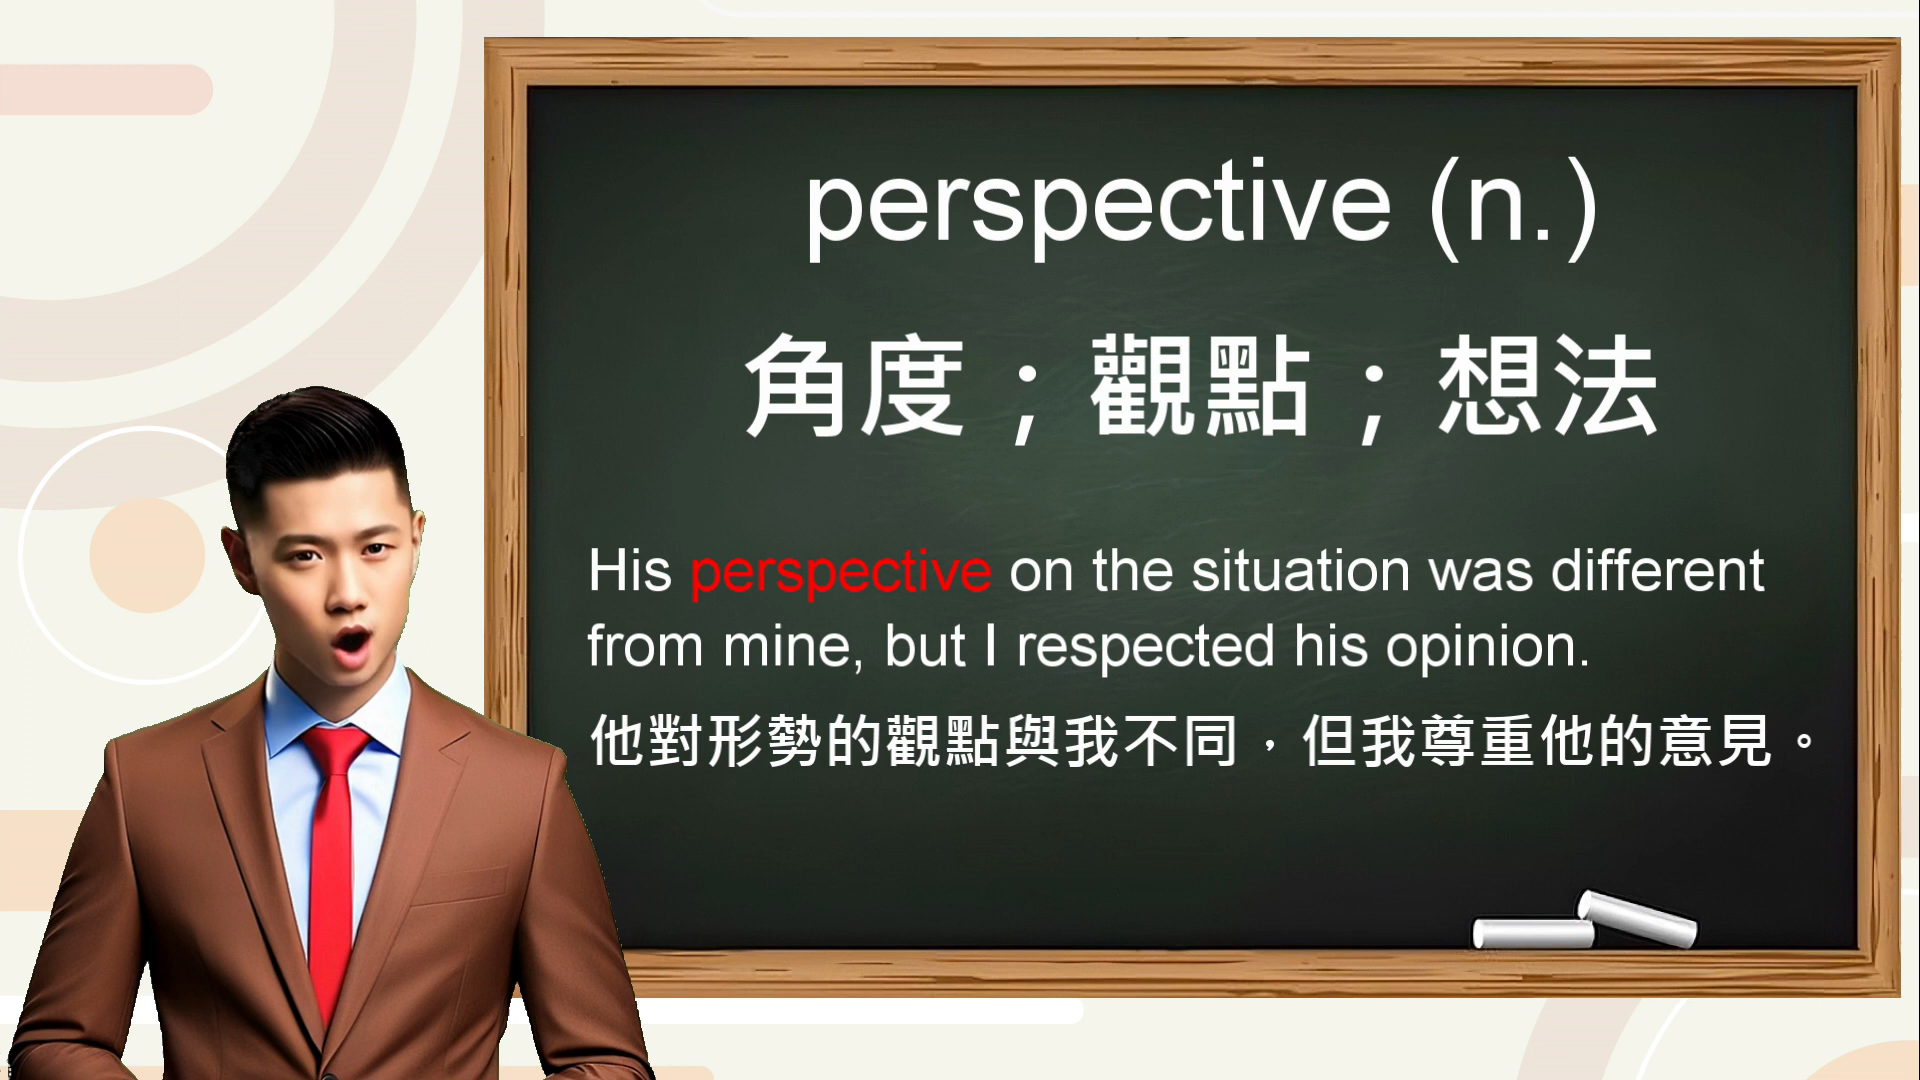 perspective (n.)
角度；觀點；想法
His perspective on the situation was different
from mine, but I respected his opinion.
他對形勢的觀點與我不同，但我尊重他的意見。